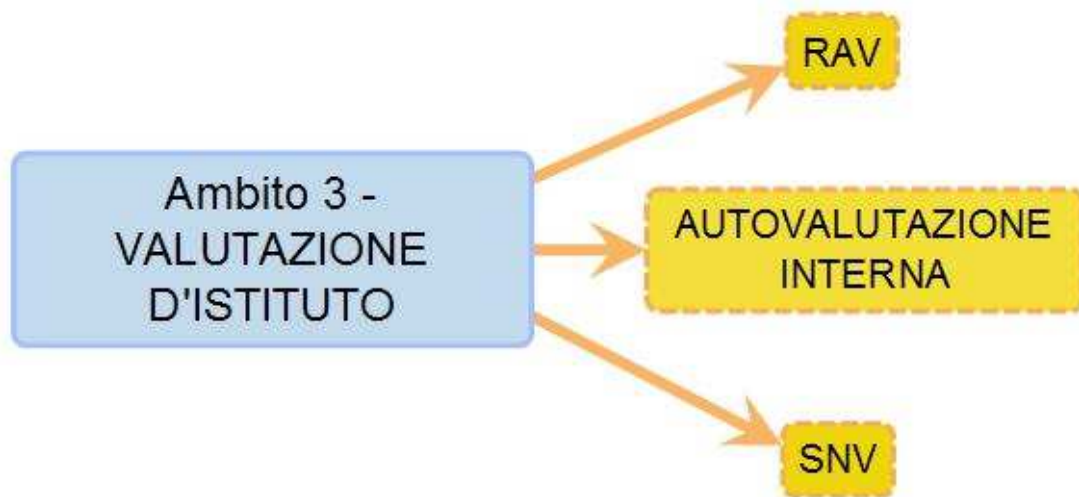 RAV
Ambito 3 -
VALUTAZIONE
D'ISTITUTO
AUTOVALUTAZIONE
INTERNA
SNV